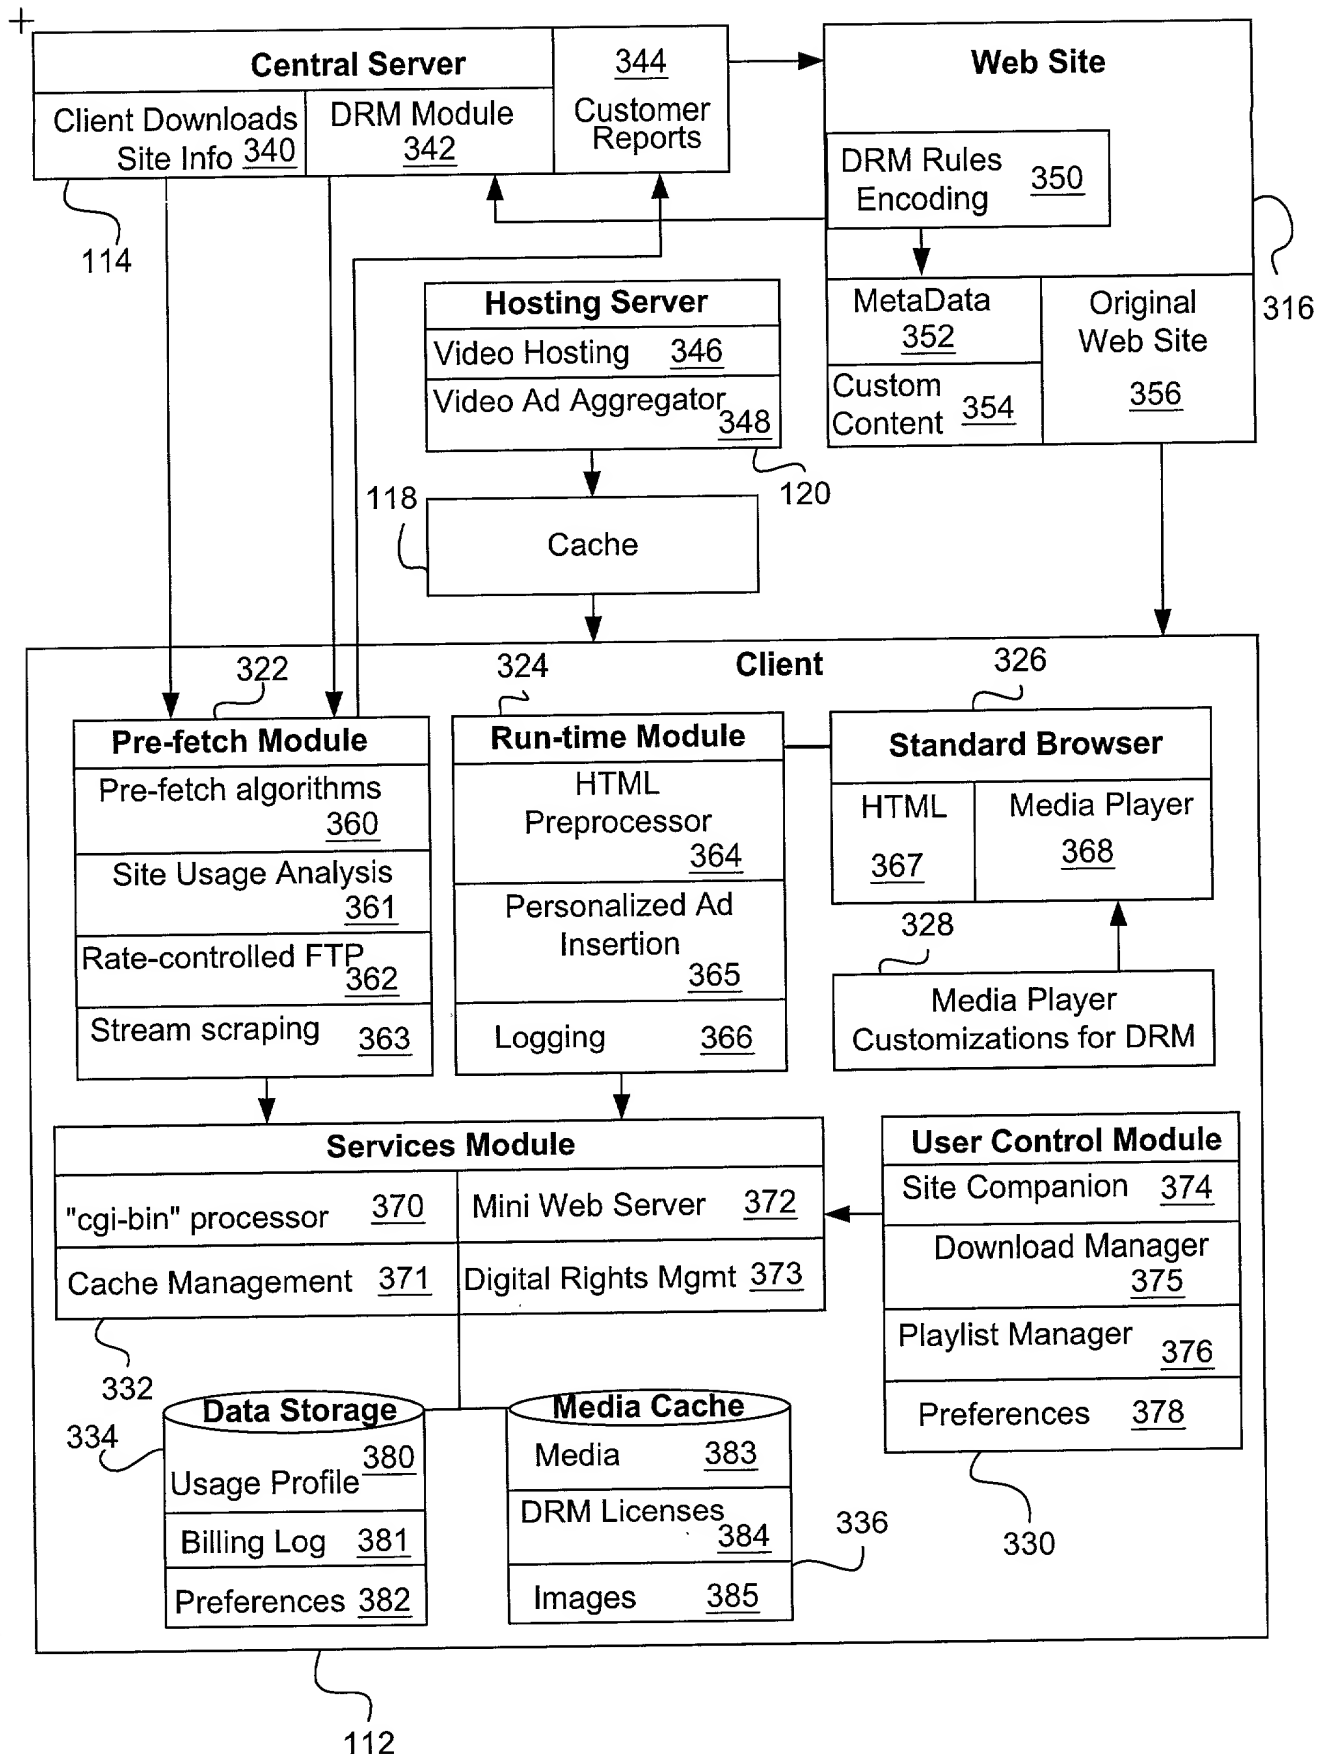 Central Server
Client Downloads
Site Info 340
DRM Module
342
344
Customer
Reports
114
Web Site
DRM Rules
Encoding
350
MetaData
352
Custom
Content
354
Original
Web Site
356
316
Hosting Server
Video Hosting 346
Video Ad Aggregator
348
120
118
Cache
Client
322
Pre-fetch Module
Pre-fetch algorithms
360
Site Usage Analysis
361
Rate-controlled FTP
362
Stream scraping 363
324
Run-time Module
HTML
Preprocessor
364
Personalized Ad
Insertion
365
Logging 366
326
Standard Browser
HTML
367
Media Player
368
328
Media Player
Customizations for DRM
Services Module
"cgi-bin" processor 370
Mini Web Server 372
Cache Management 371
Digital Rights Mgmt 373
332
User Control Module
Site Companion 374
Download Manager
375
Playlist Manager
376
Preferences 378
330
334
Data Storage
Usage Profile 380
Billing Log 381
Preferences 382
Media Cache
Media 383
DRM Licenses
384
Images 385
336
112